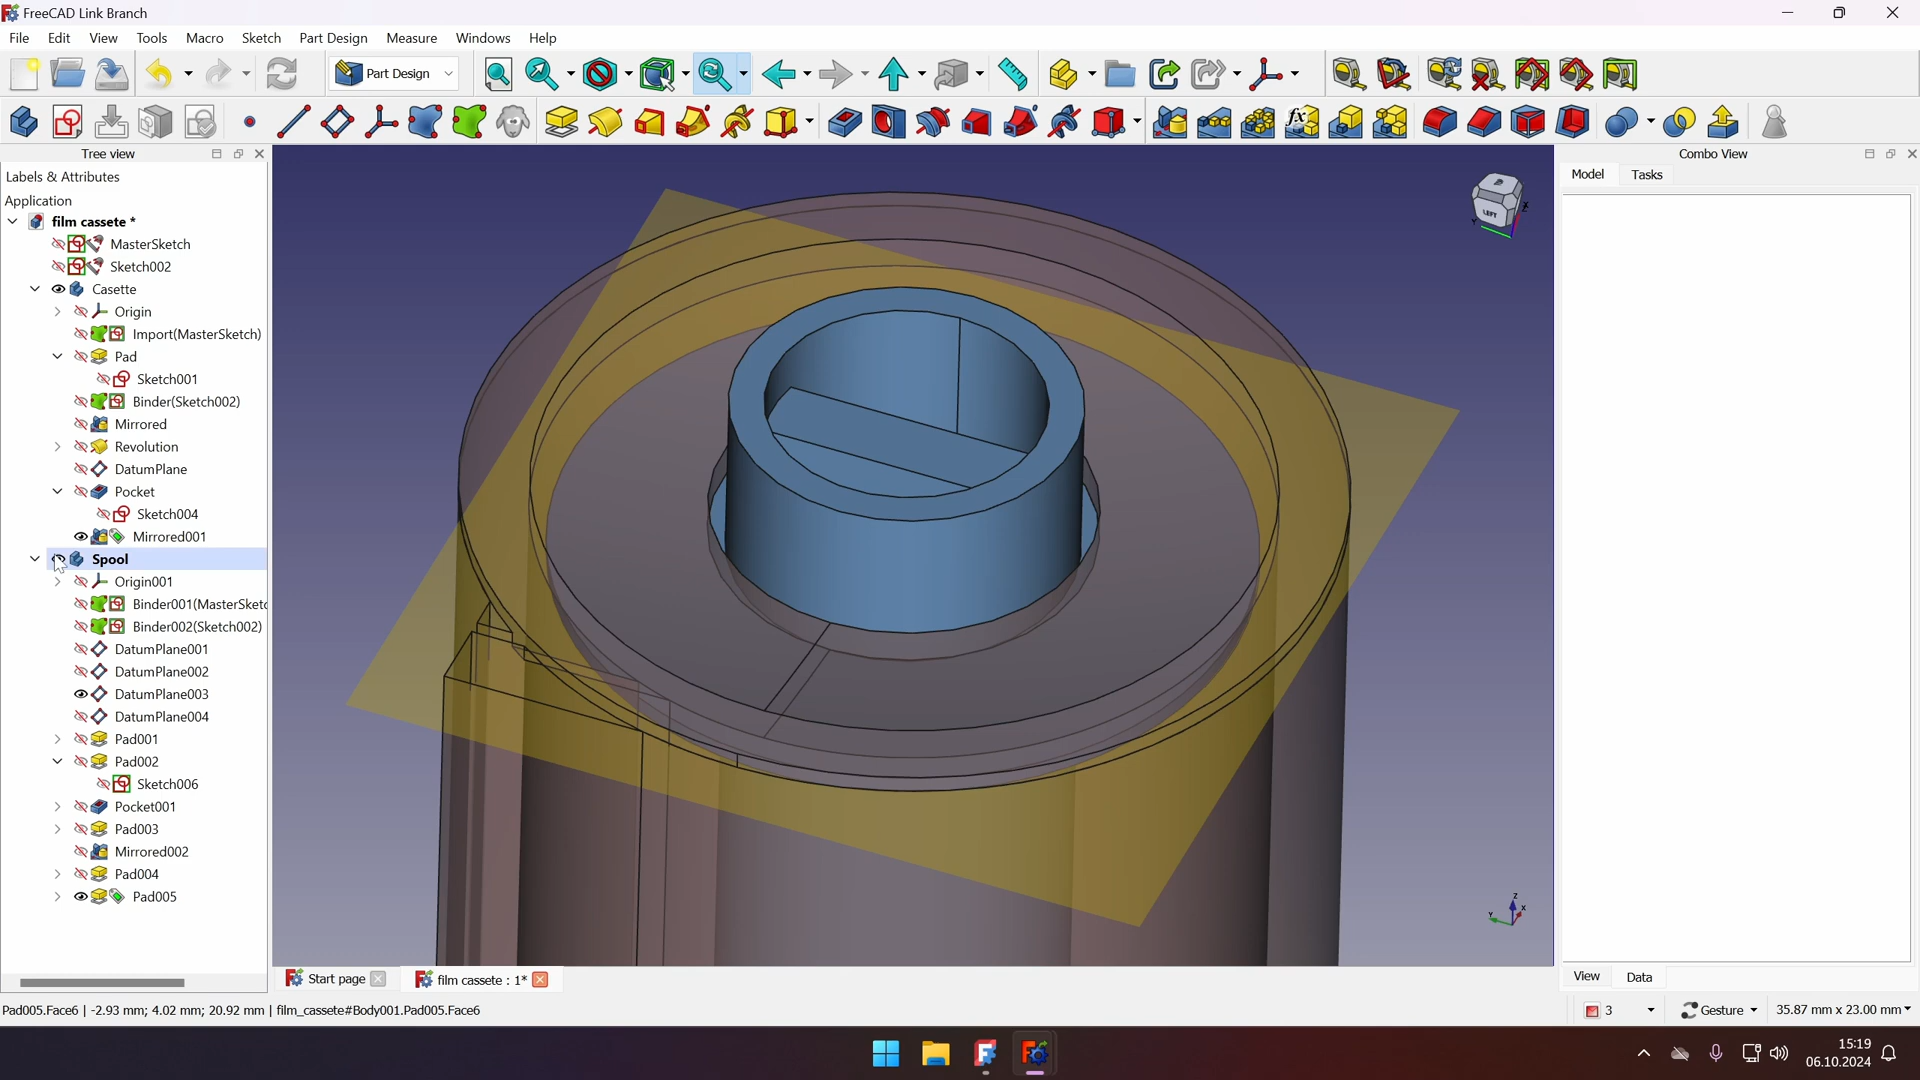 FreeCAD Link Branch
File Edit View Tools Macro Sketch Part Design Measure Windows Help
Part Design
Tree view
Combo View
Labels & Attributes
Model Tasks
Application
film cassete *
MasterSketch
Sketch002
Casette
Origin
Import(MasterSketch)
Pad
Sketch001
Binder(Sketch002)
Mirrored
Revolution
DatumPlane
Pocket
Sketch004
Mirrored001
Spool
Origin001
Binder001(MasterSketc
Binder002(Sketch002)
DatumPlane001
DatumPlane002
DatumPlane003
DatumPlane004
Pad001
Pad002
Sketch006
Pocket001
Pad003
Mirrored002
Pad004
Pad005
LEFT
Y Z
Z
Y X
Start page film cassete : 1*
View Data
Pad005.Face6 | -2.93 mm; 4.02 mm; 20.92 mm | film_cassete#Body001.Pad005.Face6
3 Gesture 35.87 mm x 23.00 mm
15:19
06.10.2024